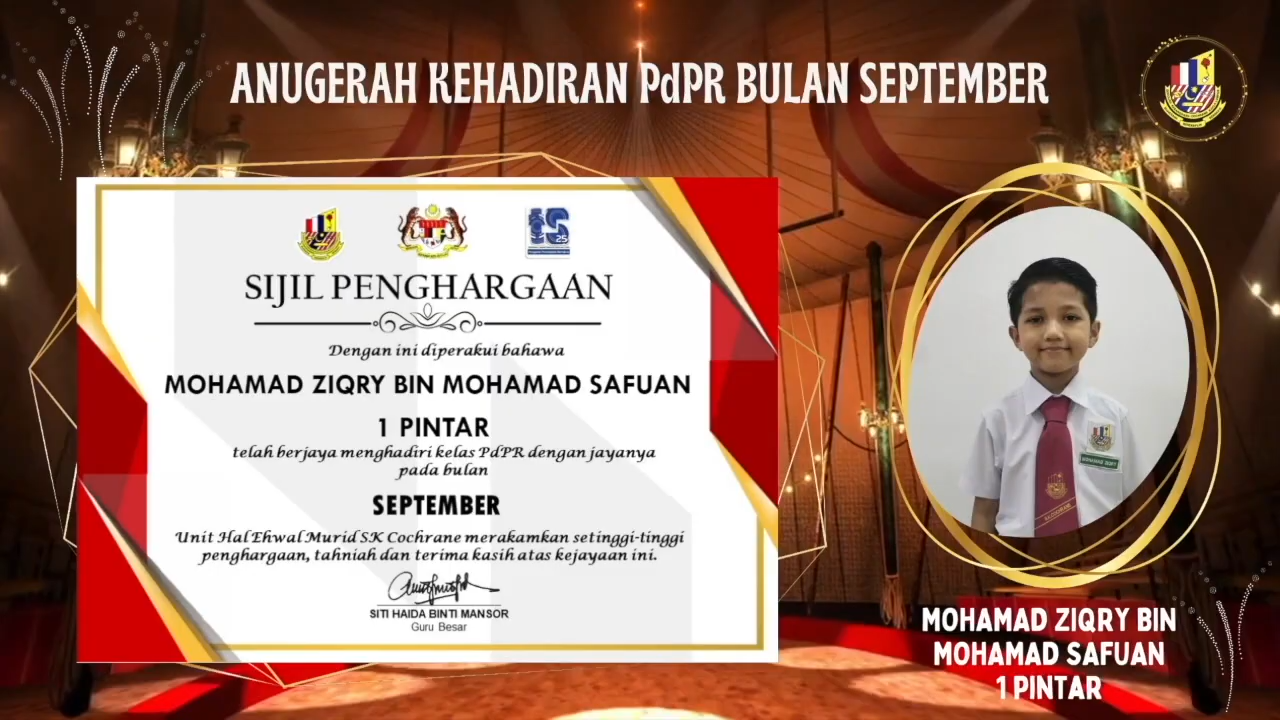 ANUGERAH KEHADIRAN PdPR BULAN SEPTEMBER
SIJIL PENGHARGAAN
Dengan ini diperakui bahawa
MOHAMAD ZIQRY BIN MOHAMAD SAFUAN
1 PINTAR
telah berjaya menghadiri kelas PdPR dengan jayanya
pada bulan
SEPTEMBER
Unit Hal Ehwal Murid SK Cochrane merakamkan setinggi-tinggi
penghargaan, tahniah dan terima kasih atas kejayaan ini.
SITI HAIDA BINTI MANSOR
Guru Besar
MOHAMAD ZIQRY
MOHAMAD ZIQRY BIN
MOHAMAD SAFUAN
1 PINTAR